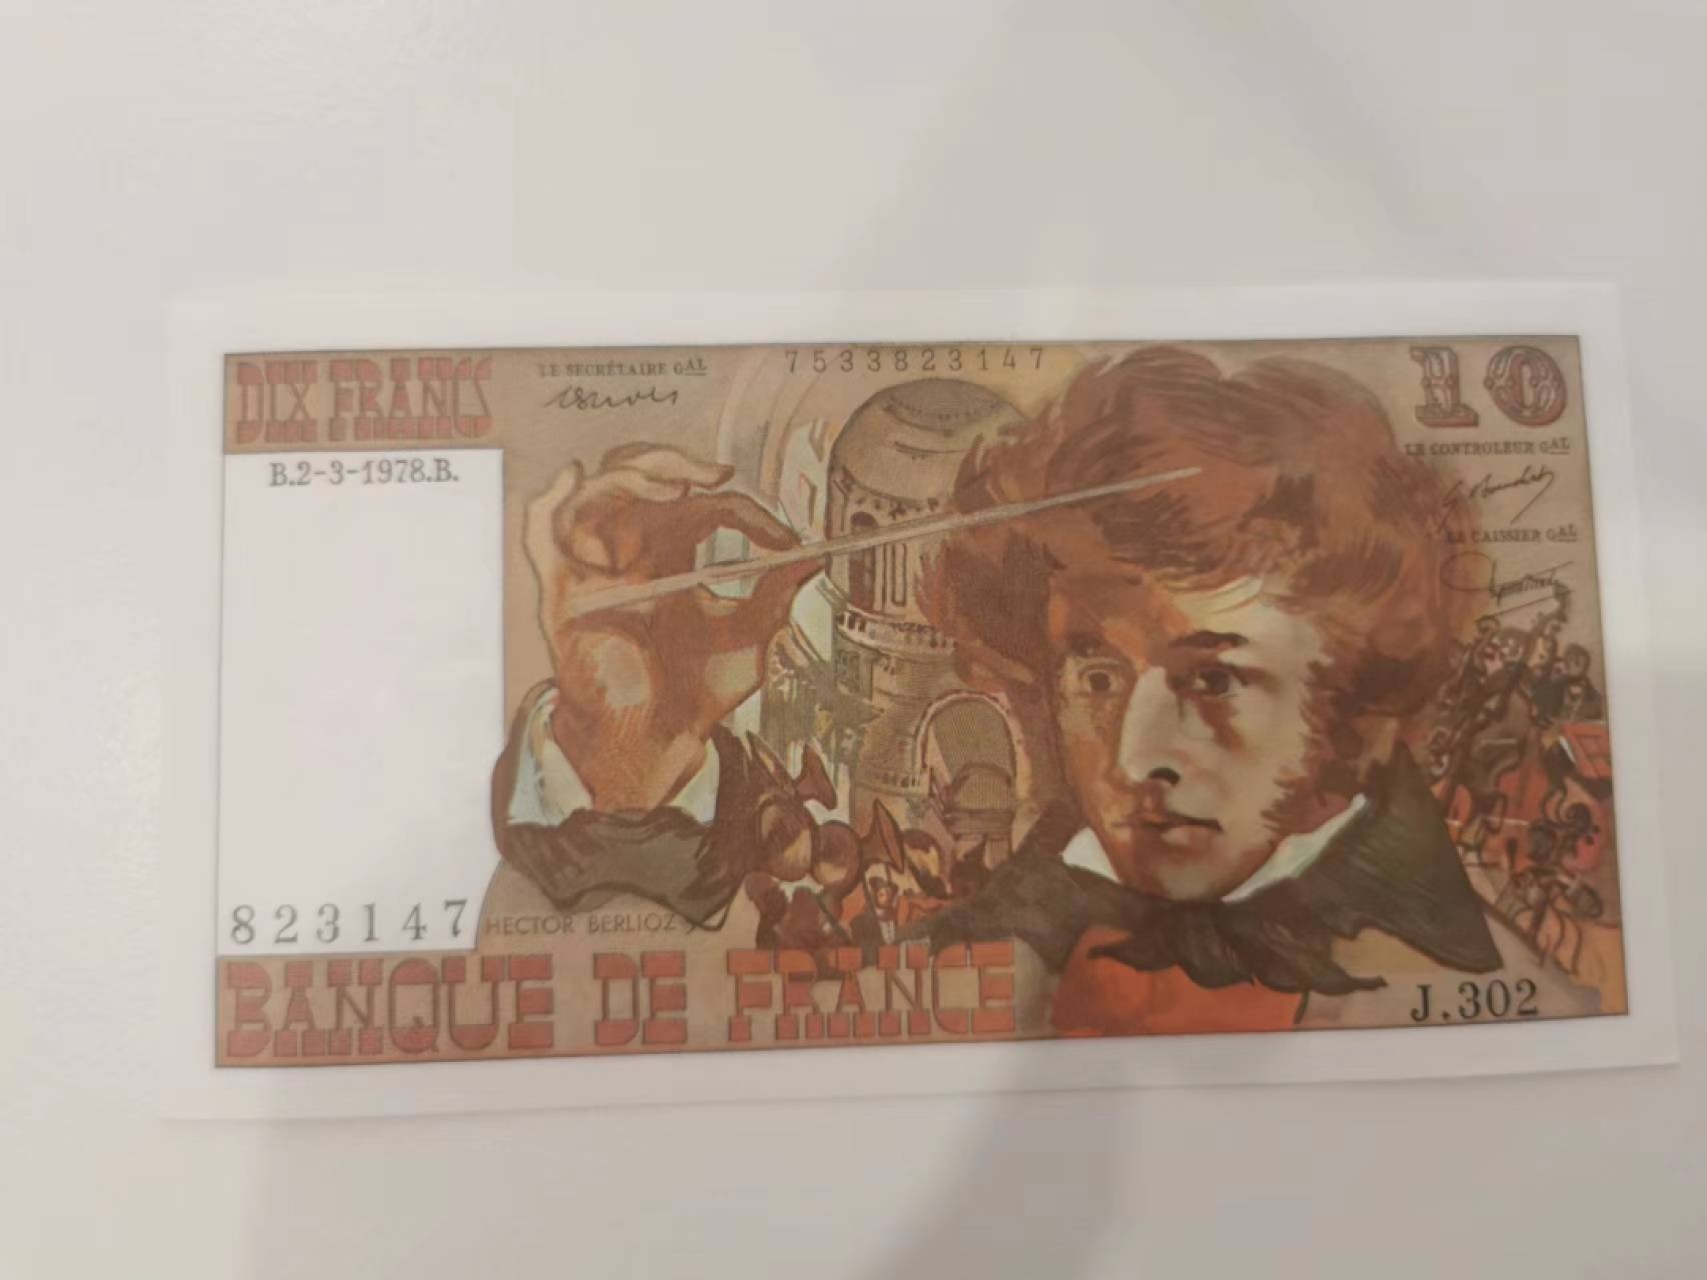 DIX FRANCS
LE SECRÉTAIRE GAL
7533823147
10
LE CONTROLEUR GAL
B.2-3-1978.B.
LE CAISSIER GAL
823147
HECTOR BERLIOZ
BANQUE DE FRANCE
J.302